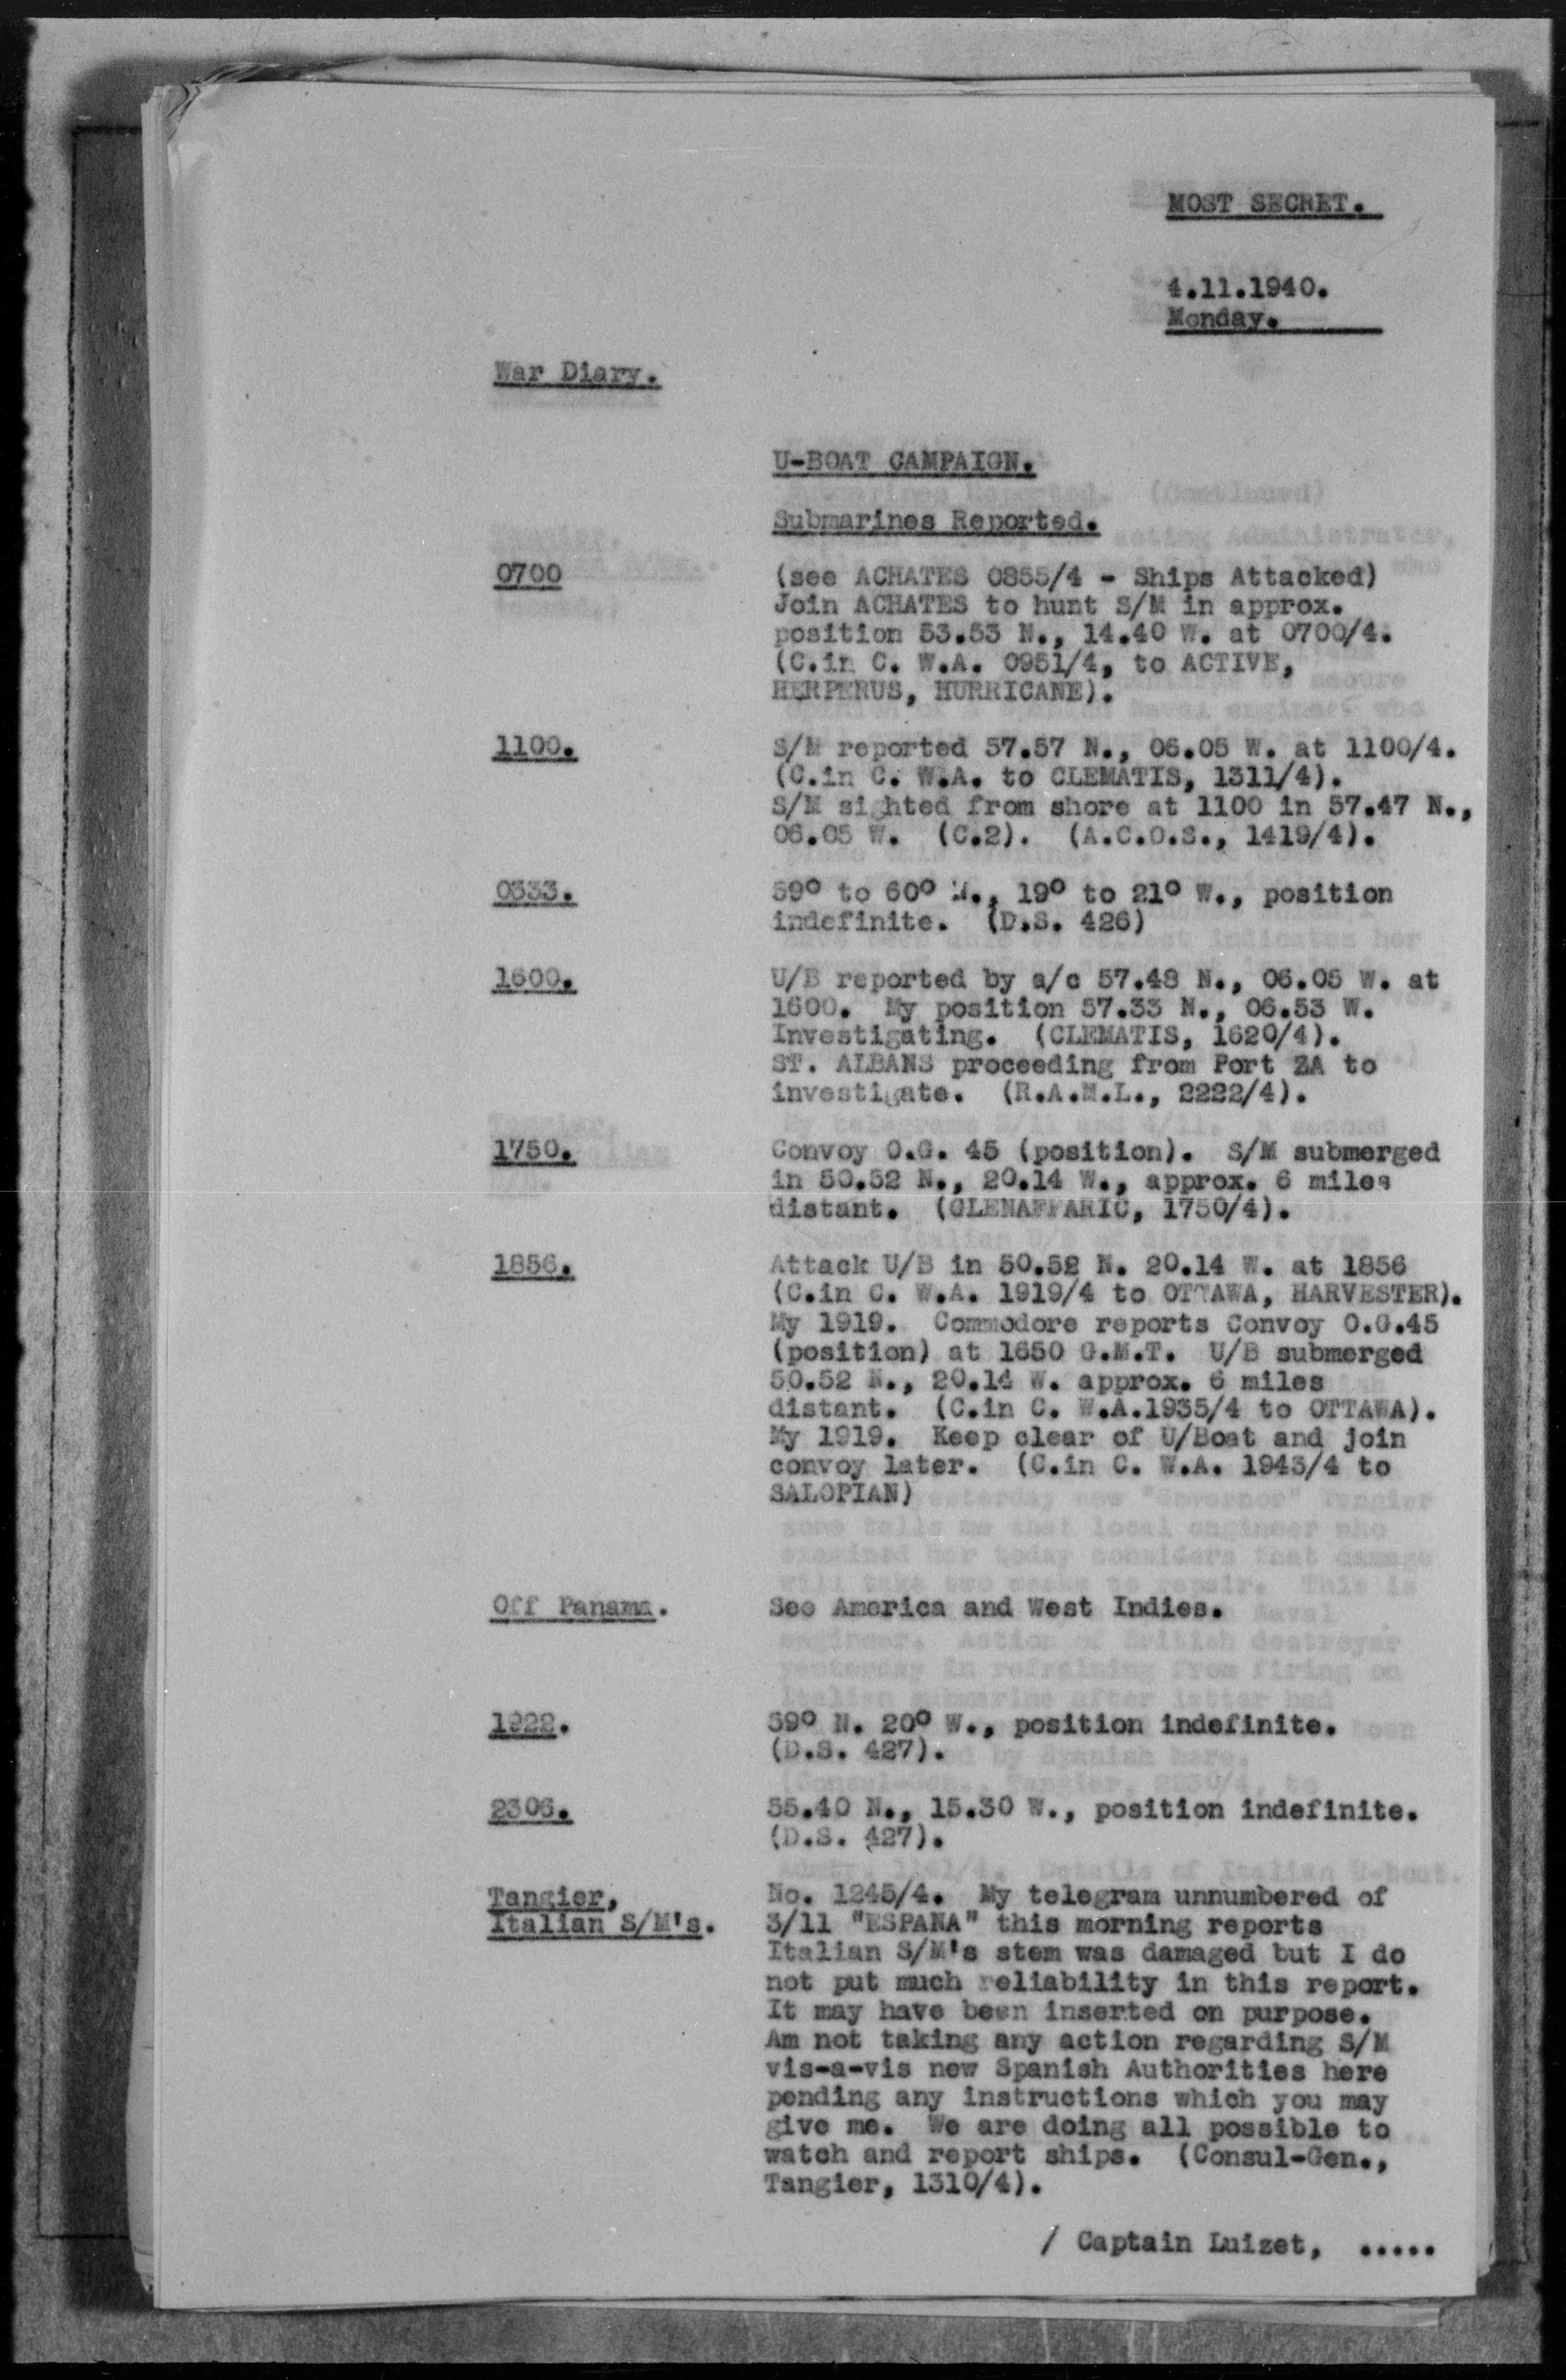 MOST SECRET.
4.11.1940.
Monday.
War Diary.
U-BOAT CAMPAIGN.
Submarines Reported.
0700
(see ACHATES 0855/4 - Ships Attacked)
Join ACHATES to hunt S/M in approx.
position 53.53 N., 14.40 W. at 0700/4.
(C.in C. W.A. 0951/4, to ACTIVE,
HERPERUS, HURRICANE).
1100.
S/M reported 57.57 N., 06.05 W. at 1100/4.
(C.in C. W.A. to CLEMATIS, 1311/4).
S/M sighted from shore at 1100 in 57.47 N.,
06.05 W. (C.2). (A.C.O.S., 1419/4).
0333.
59° to 60° N., 19° to 21° W., position
indefinite. (D.S. 426)
1600.
U/B reported by a/c 57.48 N., 06.05 W. at
1600. My position 57.33 N., 06.53 W.
Investigating. (CLEMATIS, 1620/4).
ST. ALBANS proceeding from Port ZA to
investigate. (R.A.M.L., 2222/4).
1750.
Convoy O.G. 45 (position). S/M submerged
in 50.52 N., 20.14 W., approx. 6 miles
distant. (GLENAFFARIC, 1750/4).
1856.
Attack U/B in 50.52 N. 20.14 W. at 1856
(C.in C. W.A. 1919/4 to OTTAWA, HARVESTER).
My 1919. Commodore reports Convoy O.G.45
(position) at 1650 G.M.T. U/B submerged
50.52 N., 20.14 W. approx. 6 miles
distant. (C.in C. W.A.1935/4 to OTTAWA).
My 1919. Keep clear of U/Boat and join
convoy later. (C.in C. W.A. 1943/4 to
SALOPIAN)
Off Panama.
See America and West Indies.
1922.
59° N. 20° W., position indefinite.
(D.S. 427).
2306.
55.40 N., 15.30 W., position indefinite.
(D.S. 427).
Tangier,
Italian S/M's.
No. 1245/4. My telegram unnumbered of
3/11 "ESPANA" this morning reports
Italian S/M's stem was damaged but I do
not put much reliability in this report.
It may have been inserted on purpose.
Am not taking any action regarding S/M
vis-a-vis new Spanish Authorities here
pending any instructions which you may
give me. We are doing all possible to
watch and report ships. (Consul-Gen.,
Tangier, 1310/4).
/ Captain Luizet, .....